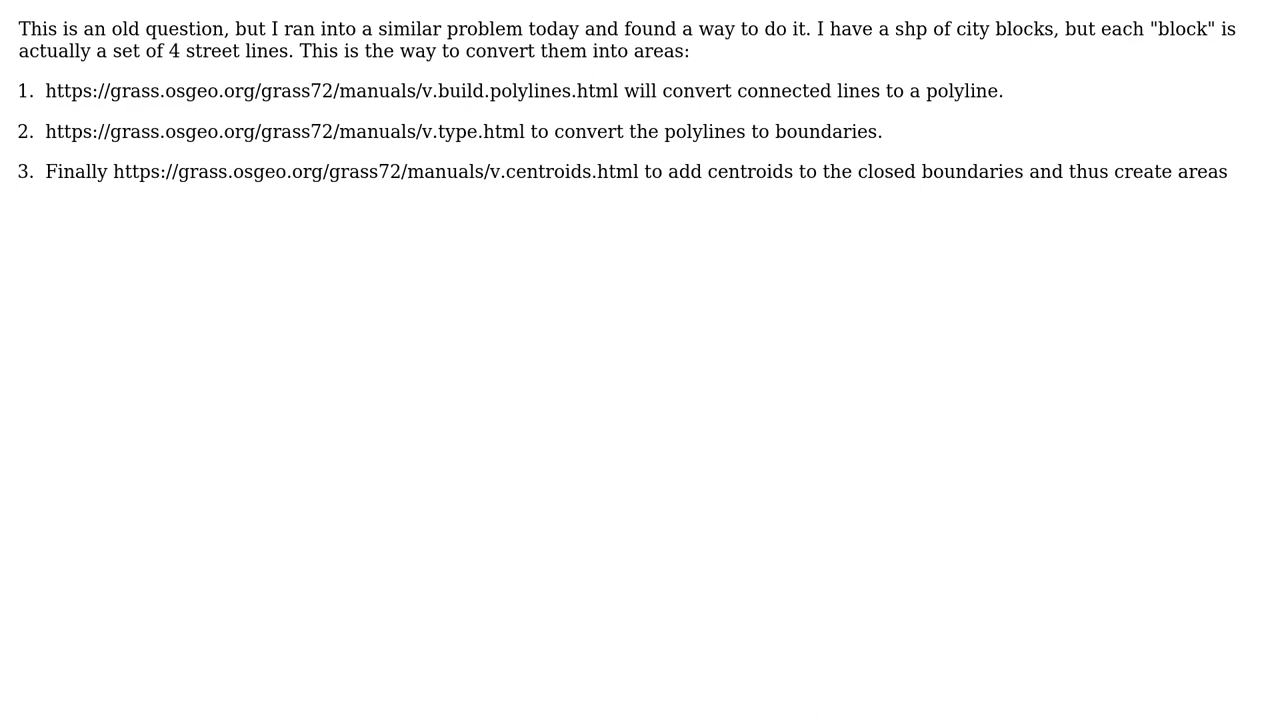 This is an old question, but I ran into a similar problem today and found a way to do it. I have a shp of city blocks, but each "block" is
actually a set of 4 street lines. This is the way to convert them into areas:
1. https://grass.osgeo.org/grass72/manuals/v.build.polylines.html will convert connected lines to a polyline.
2. https://grass.osgeo.org/grass72/manuals/v.type.html to convert the polylines to boundaries.
3. Finally https://grass.osgeo.org/grass72/manuals/v.centroids.html to add centroids to the closed boundaries and thus create areas